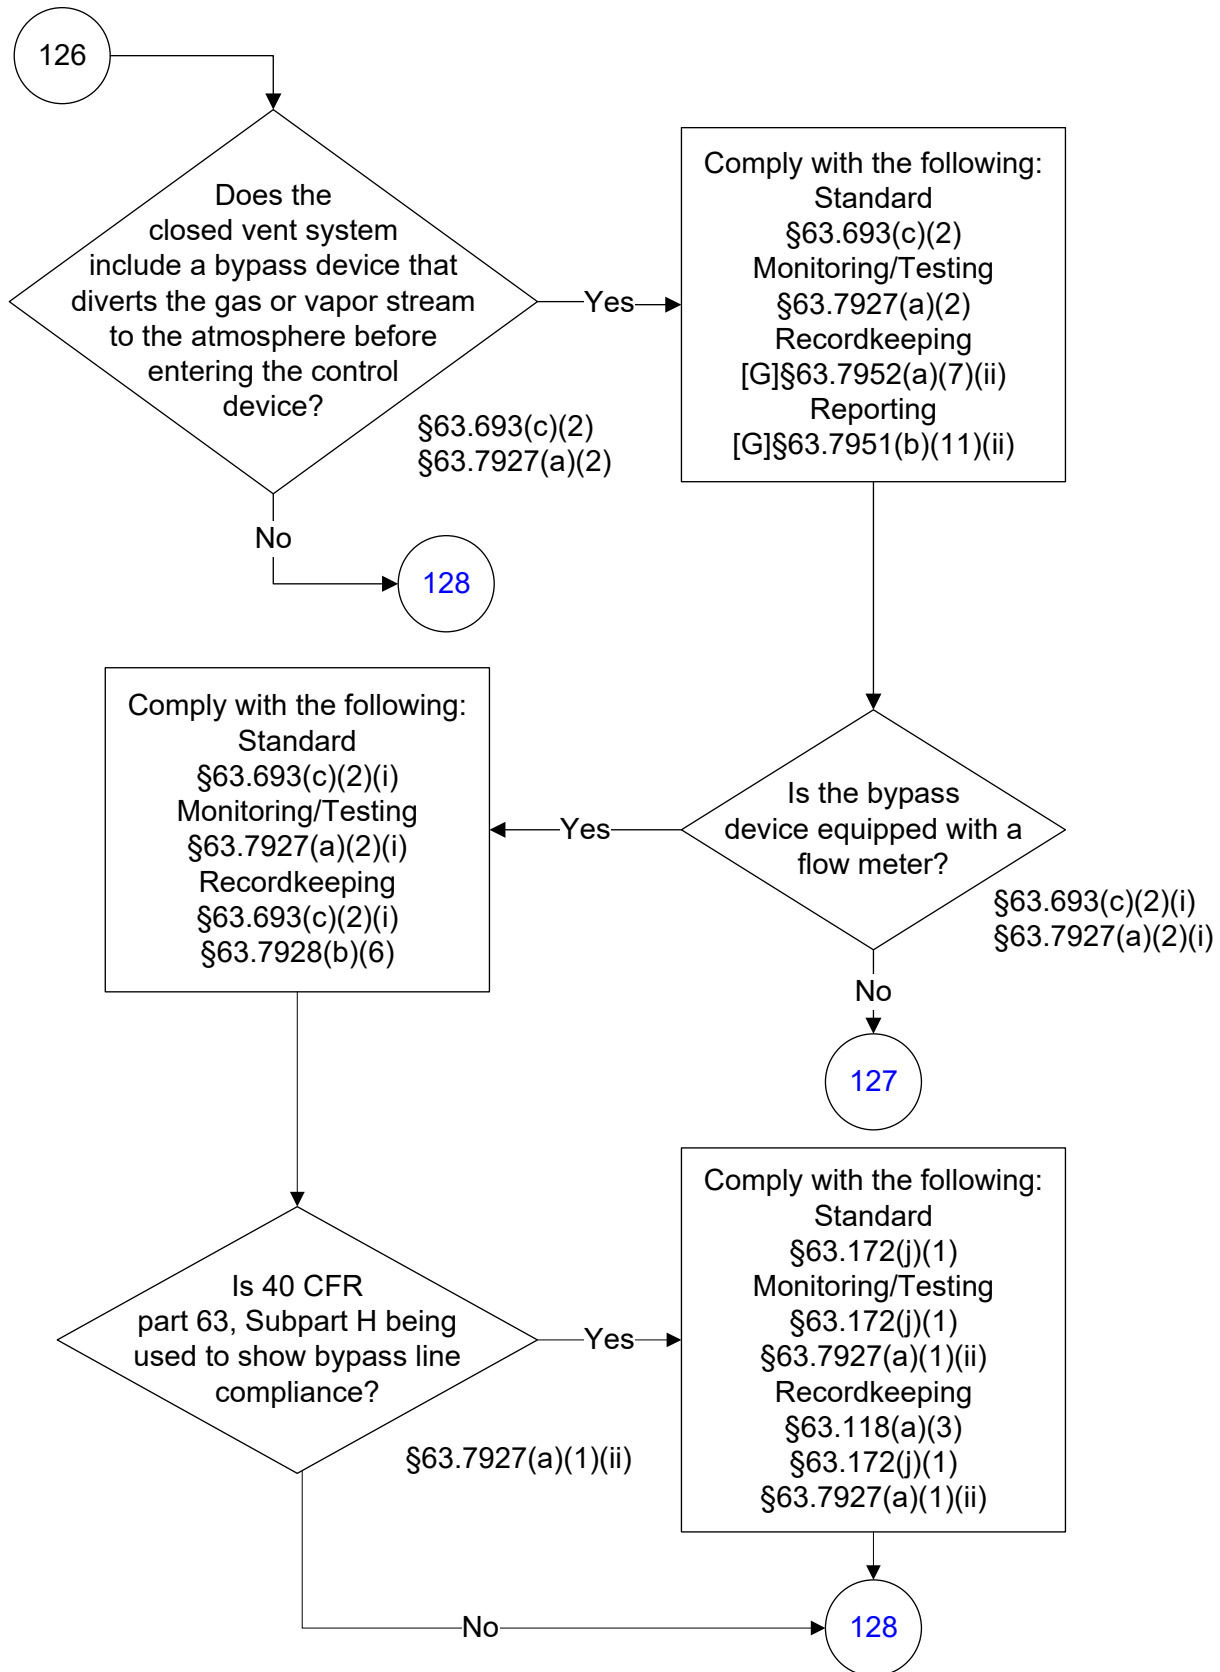 126
Does the
closed vent system
include a bypass device that
diverts the gas or vapor stream
to the atmosphere before
entering the control
device?
§63.693(c)(2)
§63.7927(a)(2)
Yes
Comply with the following:
Standard
§63.693(c)(2)
Monitoring/Testing
§63.7927(a)(2)
Recordkeeping
[G]§63.7952(a)(7)(ii)
Reporting
[G]§63.7951(b)(11)(ii)
No
128
Is the bypass
device equipped with a
flow meter?
§63.693(c)(2)(i)
§63.7927(a)(2)(i)
Yes
Comply with the following:
Standard
§63.693(c)(2)(i)
Monitoring/Testing
§63.7927(a)(2)(i)
Recordkeeping
§63.693(c)(2)(i)
§63.7928(b)(6)
No
127
Is 40 CFR
part 63, Subpart H being
used to show bypass line
compliance?
§63.7927(a)(1)(ii)
Yes
Comply with the following:
Standard
§63.172(j)(1)
Monitoring/Testing
§63.172(j)(1)
§63.7927(a)(1)(ii)
Recordkeeping
§63.118(a)(3)
§63.172(j)(1)
§63.7927(a)(1)(ii)
No
128